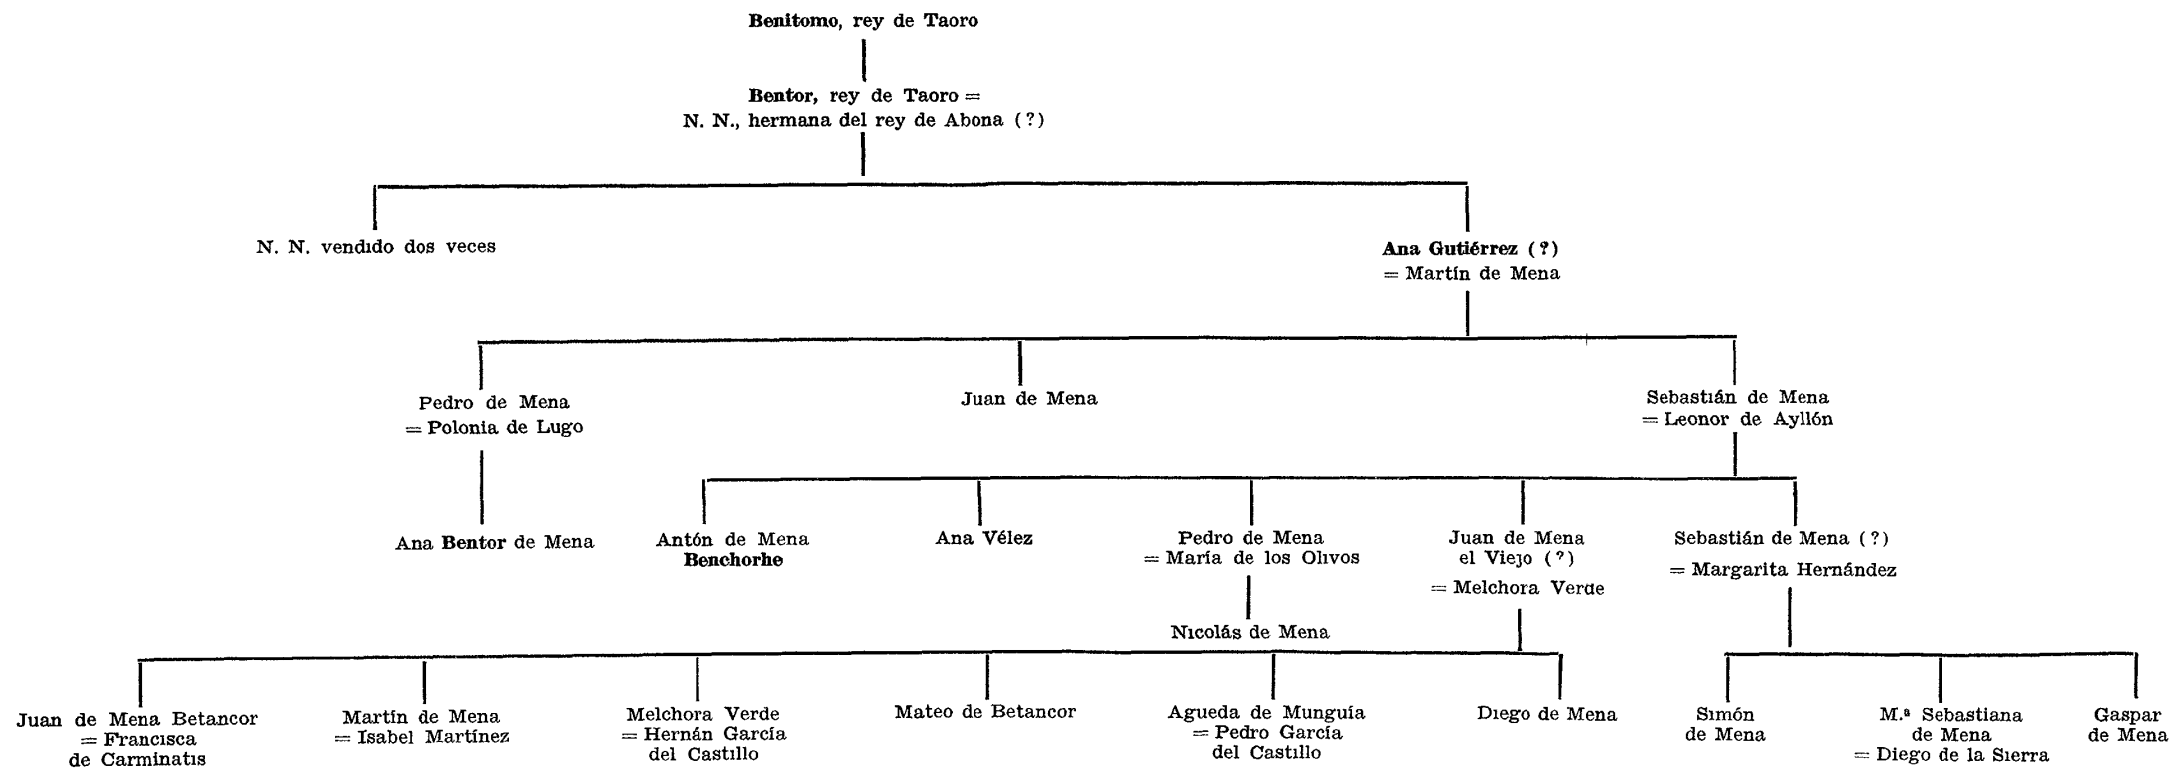 Benitomo, rey de Taoro
Bentor, rey de Taoro =
N. N., hermana del rey de Abona (?)
N. N. vendido dos veces
Ana Gutiérrez (?)
= Martín de Mena
Pedro de Mena
= Polonia de Lugo
Juan de Mena
Sebastián de Mena
= Leonor de Ayllón
Ana Bentor de Mena
Antón de Mena
Benchorhe
Ana Vélez
Pedro de Mena
= María de los Olivos
Juan de Mena
el Viejo (?)
= Melchora Verde
Sebastián de Mena (?)
= Margarita Hernández
Nicolás de Mena
Juan de Mena Betancor
= Francisca
de Carminatis
Martín de Mena
= Isabel Martínez
Melchora Verde
= Hernán García
del Castillo
Mateo de Betancor
Agueda de Munguía
= Pedro García
del Castillo
Diego de Mena
Simón
de Mena
M.ª Sebastiana
de Mena
= Diego de la Sierra
Gaspar
de Mena